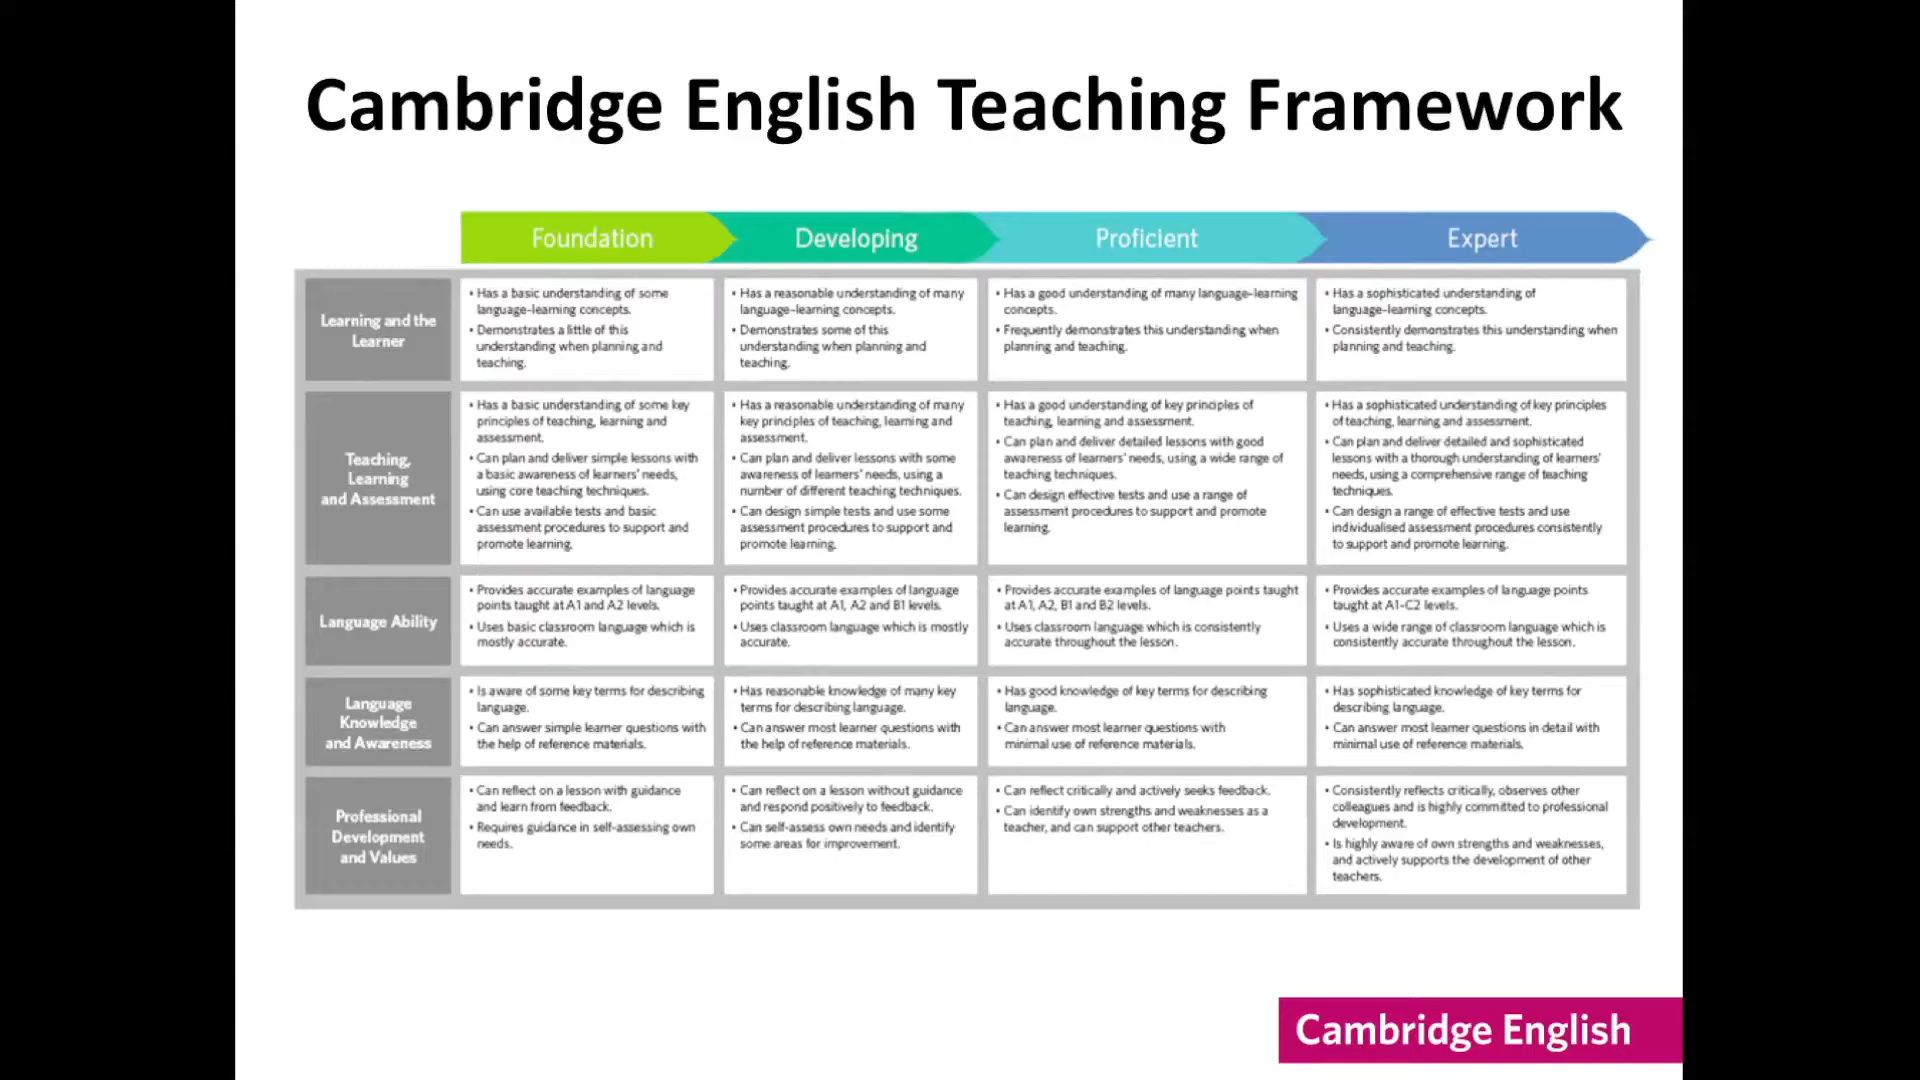 Cambridge English Teaching Framework
Foundation
Developing
Proficient
Expert
Learning and the
Learner
• Has a basic understanding of some
language-learning concepts.
• Demonstrates a little of this
understanding when planning and
teaching.
• Has a reasonable understanding of many
language-learning concepts.
• Demonstrates some of this
understanding when planning and
teaching.
• Has a good understanding of many language-learning
concepts.
• Frequently demonstrates this understanding when
planning and teaching.
• Has a sophisticated understanding of
language-learning concepts.
• Consistently demonstrates this understanding when
planning and teaching.
Teaching,
Learning
and Assessment
• Has a basic understanding of some key
principles of teaching, learning and
assessment.
• Can plan and deliver simple lessons with
a basic awareness of learners' needs,
using core teaching techniques.
• Can use available tests and basic
assessment procedures to support and
promote learning.
• Has a reasonable understanding of many
key principles of teaching, learning and
assessment.
• Can plan and deliver lessons with some
awareness of learners' needs, using a
number of different teaching techniques.
• Can design simple tests and use some
assessment procedures to support and
promote learning.
• Has a good understanding of key principles of
teaching, learning and assessment.
• Can plan and deliver detailed lessons with good
awareness of learners' needs, using a wide range of
teaching techniques.
• Can design effective tests and use a range of
assessment procedures to support and promote
learning.
• Has a sophisticated understanding of key principles
of teaching, learning and assessment.
• Can plan and deliver detailed and sophisticated
lessons with a thorough understanding of learners'
needs, using a comprehensive range of teaching
techniques.
• Can design a range of effective tests and use
individualised assessment procedures consistently
to support and promote learning.
Language Ability
• Provides accurate examples of language
points taught at A1 and A2 levels.
• Uses basic classroom language which is
mostly accurate.
• Provides accurate examples of language
points taught at A1, A2 and B1 levels.
• Uses classroom language which is mostly
accurate.
• Provides accurate examples of language points taught
at A1, A2, B1 and B2 levels.
• Uses classroom language which is consistently
accurate throughout the lesson.
• Provides accurate examples of language points
taught at A1-C2 levels.
• Uses a wide range of classroom language which is
consistently accurate throughout the lesson.
Language
Knowledge
and Awareness
• Is aware of some key terms for describing
language.
• Can answer simple learner questions with
the help of reference materials.
• Has reasonable knowledge of many key
terms for describing language.
• Can answer most learner questions with
the help of reference materials.
• Has good knowledge of key terms for describing
language.
• Can answer most learner questions with
minimal use of reference materials.
• Has sophisticated knowledge of key terms for
describing language.
• Can answer most learner questions in detail with
minimal use of reference materials.
Professional
Development
and Values
• Can reflect on a lesson with guidance
and learn from feedback.
• Requires guidance in self-assessing own
needs.
• Can reflect on a lesson without guidance
and respond positively to feedback.
• Can self-assess own needs and identify
some areas for improvement.
• Can reflect critically and actively seeks feedback.
• Can identify own strengths and weaknesses as a
teacher, and can support other teachers.
• Consistently reflects critically, observes other
colleagues and is highly committed to professional
development.
• Is highly aware of own strengths and weaknesses,
and actively supports the development of other
teachers.
Cambridge English